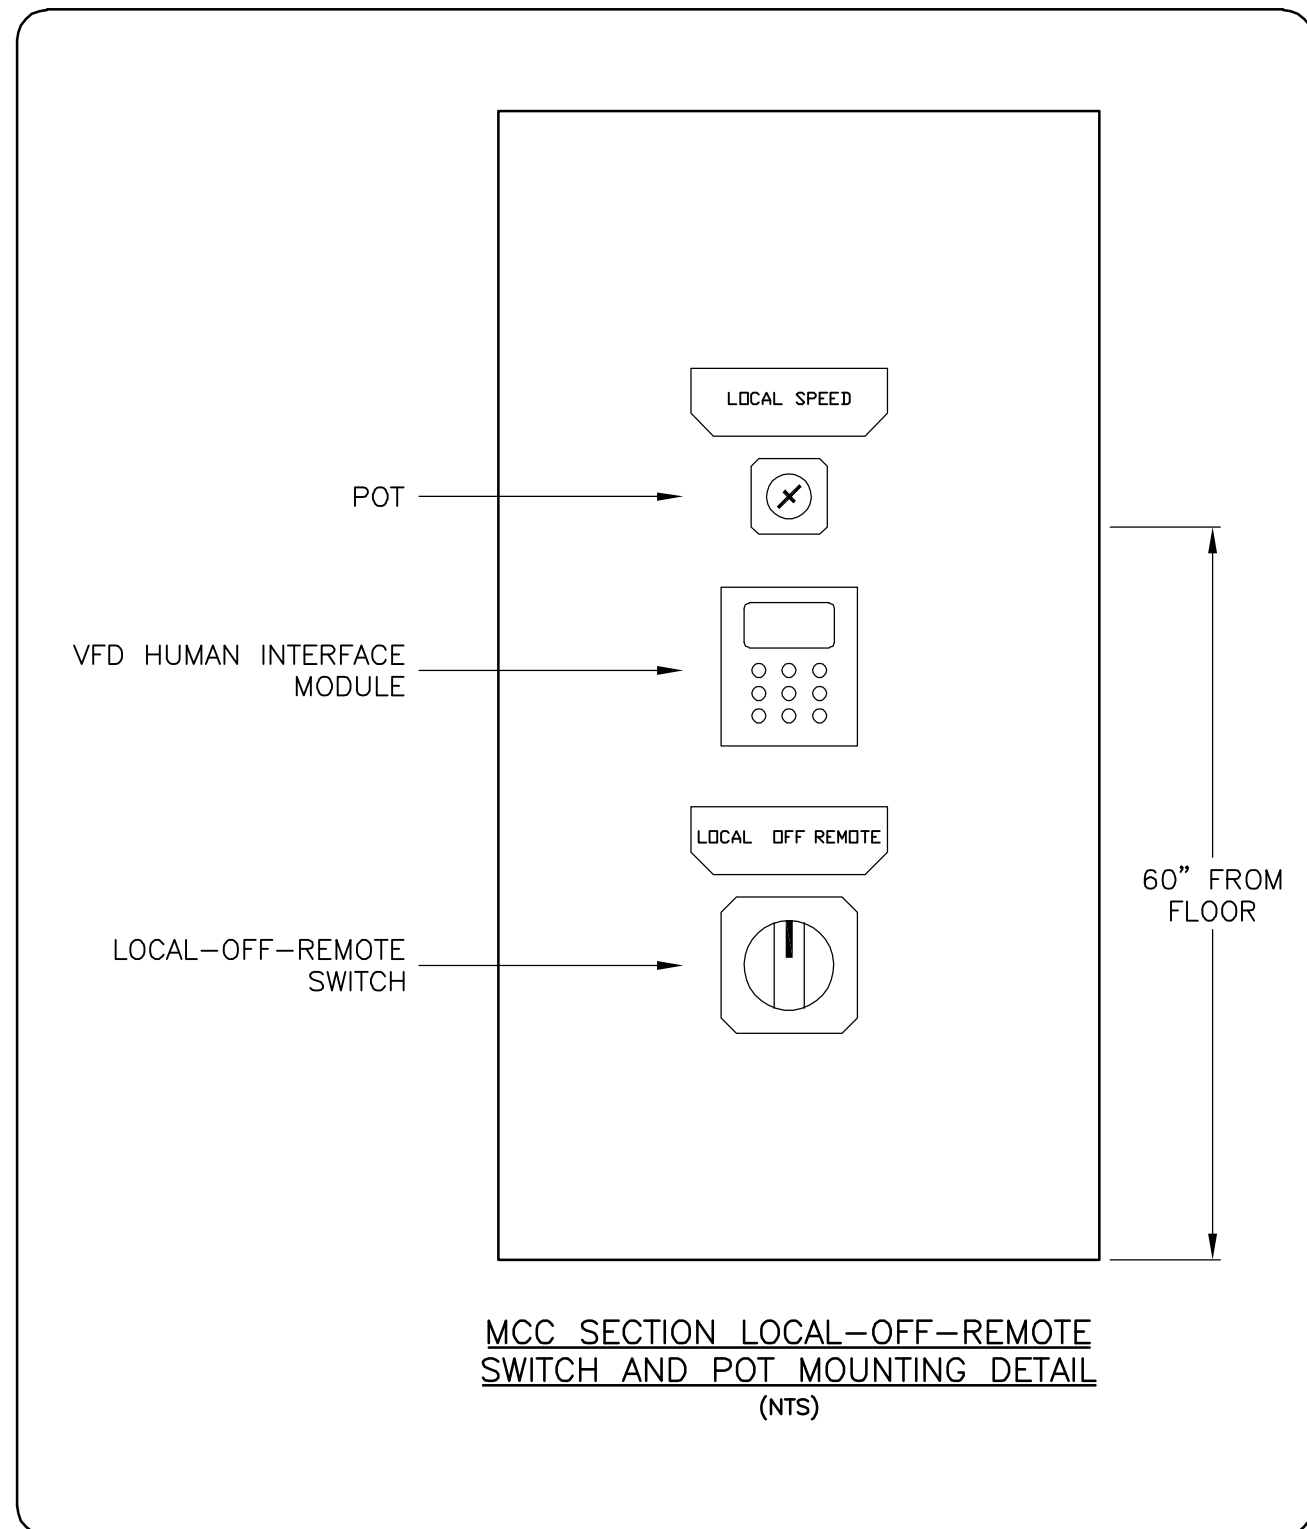 LOCAL SPEED
POT
VFD HUMAN INTERFACE
MODULE
LOCAL OFF REMOTE
60” FROM
FLOOR
LOCAL-OFF-REMOTE
SWITCH
MCC SECTION LOCAL-OFF-REMOTE
SWITCH AND POT MOUNTING DETAIL
(NTS)